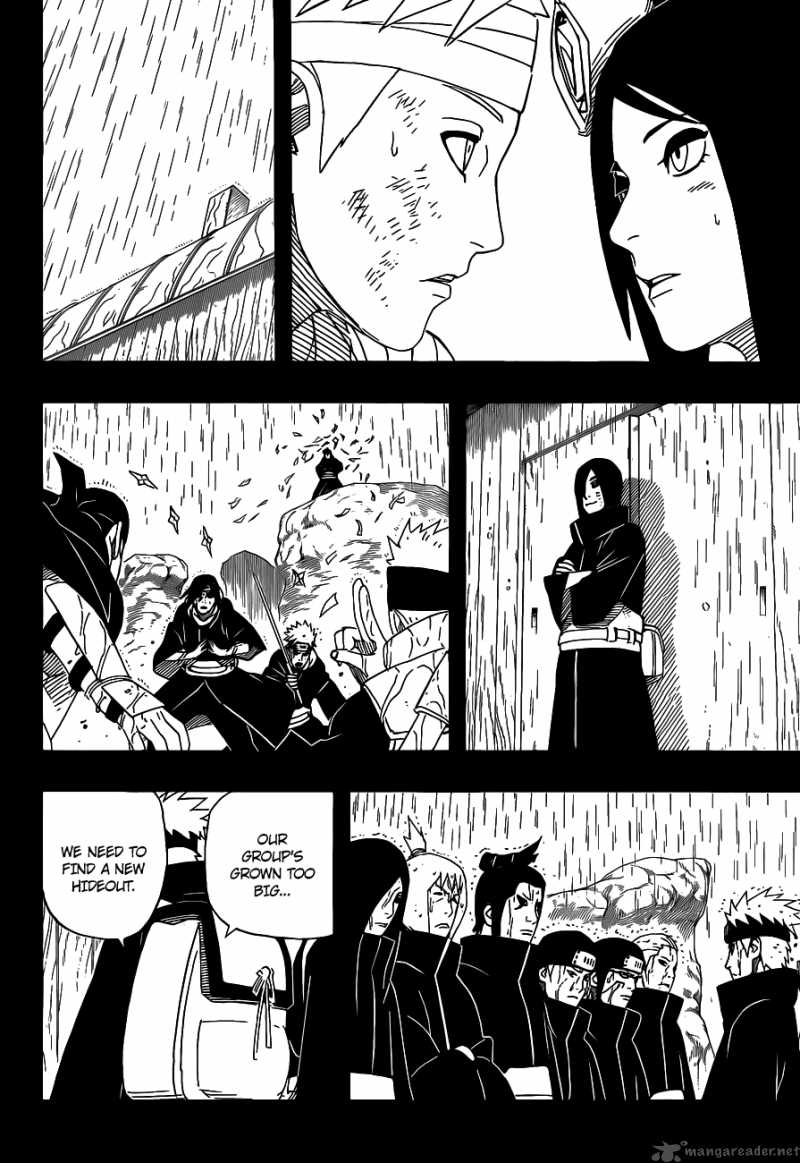 OUR
GROUP'S
GROWN TOO
BIG...
WE NEED TO
FIND A NEW
HIDEOUT.
mangareader.net